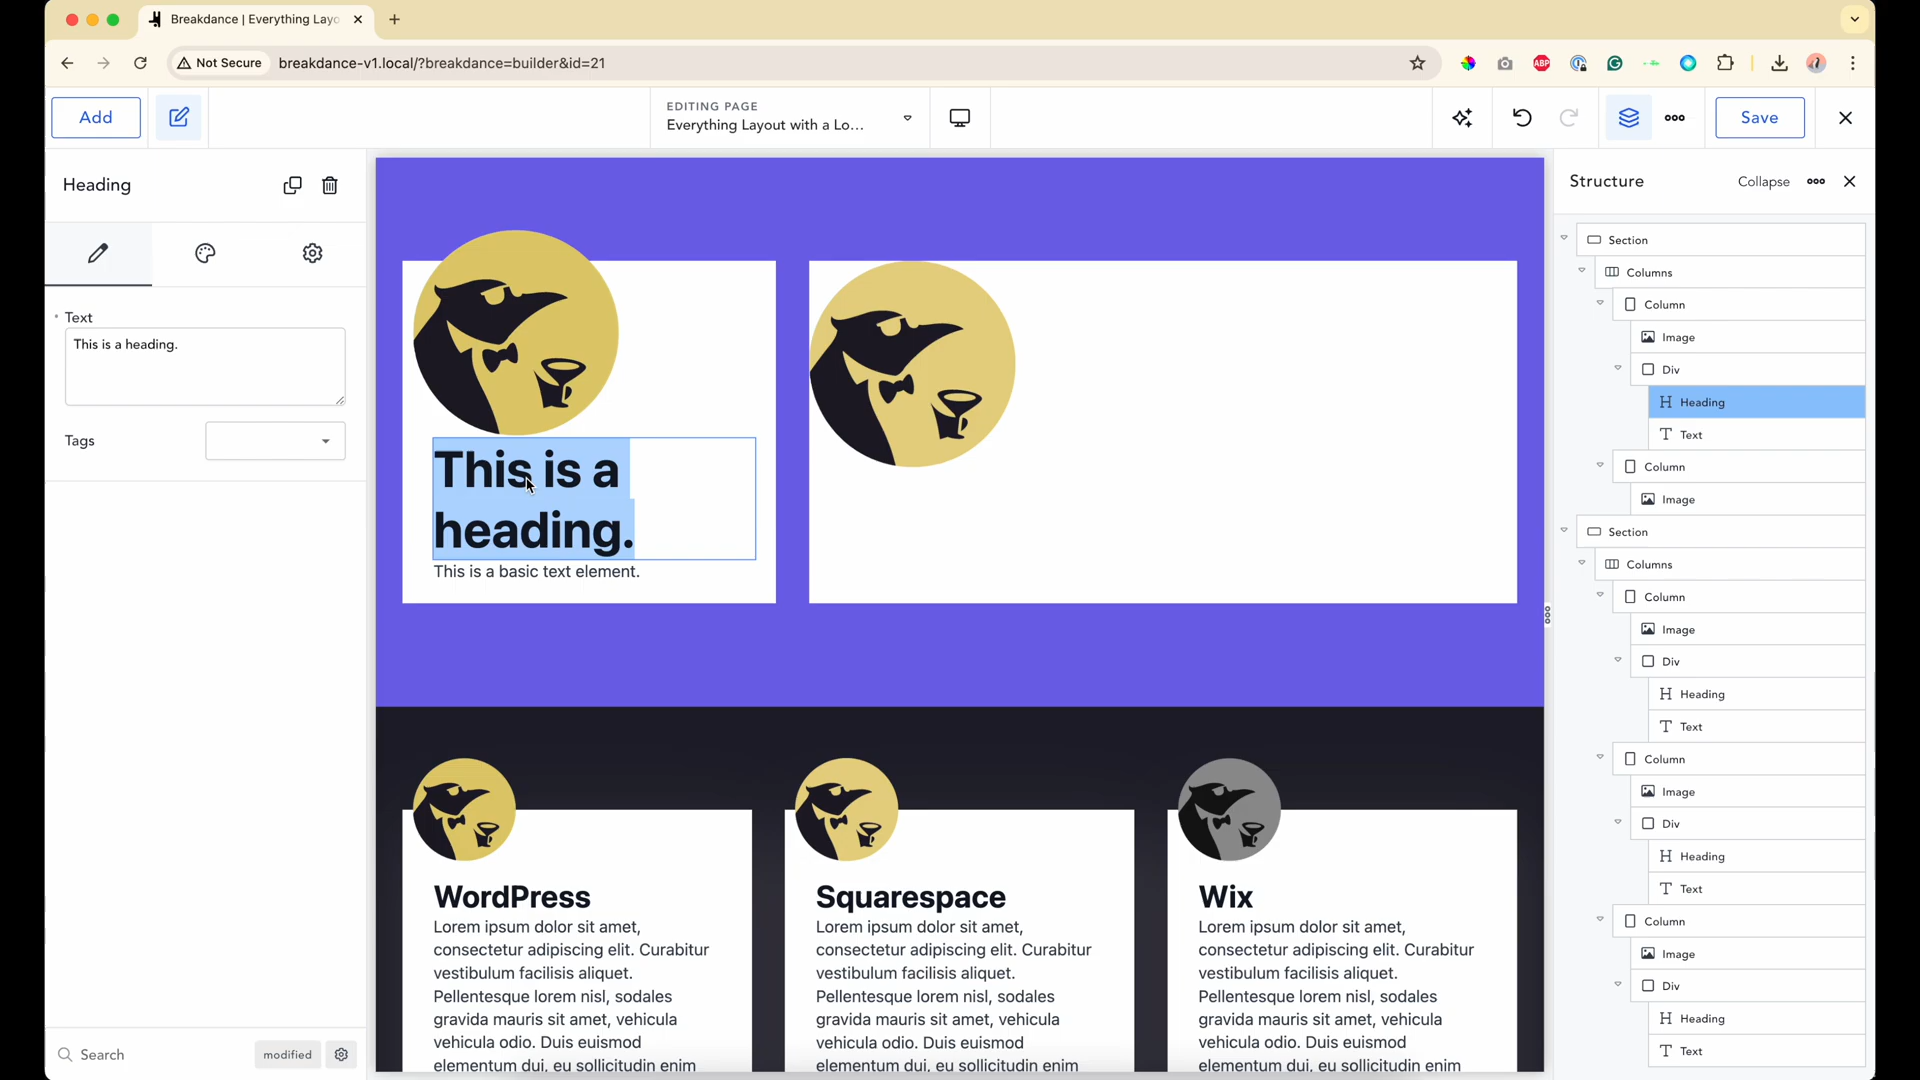 Breakdance | Everything Layo
Not Secure
breakdance-v1.local/?breakdance=builder&id=21
ABP
Add
EDITING PAGE
Everything Layout with a Lo...
Save
Heading
Text
This is a heading.
Tags
Search
modified
This is a
heading.
This is a basic text element.
WordPress
Lorem ipsum dolor sit amet,
consectetur adipiscing elit. Curabitur
vestibulum facilisis aliquet.
Pellentesque lorem nisl, sodales
gravida mauris sit amet, vehicula
vehicula odio. Duis euismod
elementum dui, eu sollicitudin enim
Squarespace
Lorem ipsum dolor sit amet,
consectetur adipiscing elit. Curabitur
vestibulum facilisis aliquet.
Pellentesque lorem nisl, sodales
gravida mauris sit amet, vehicula
vehicula odio. Duis euismod
elementum dui, eu sollicitudin enim
Wix
Lorem ipsum dolor sit amet,
consectetur adipiscing elit. Curabitur
vestibulum facilisis aliquet.
Pellentesque lorem nisl, sodales
gravida mauris sit amet, vehicula
vehicula odio. Duis euismod
elementum dui, eu sollicitudin enim
Structure
Collapse
Section
Columns
Column
Image
Div
Heading
Text
Column
Image
Section
Columns
Column
Image
Div
Heading
Text
Column
Image
Div
Heading
Text
Column
Image
Div
Heading
Text